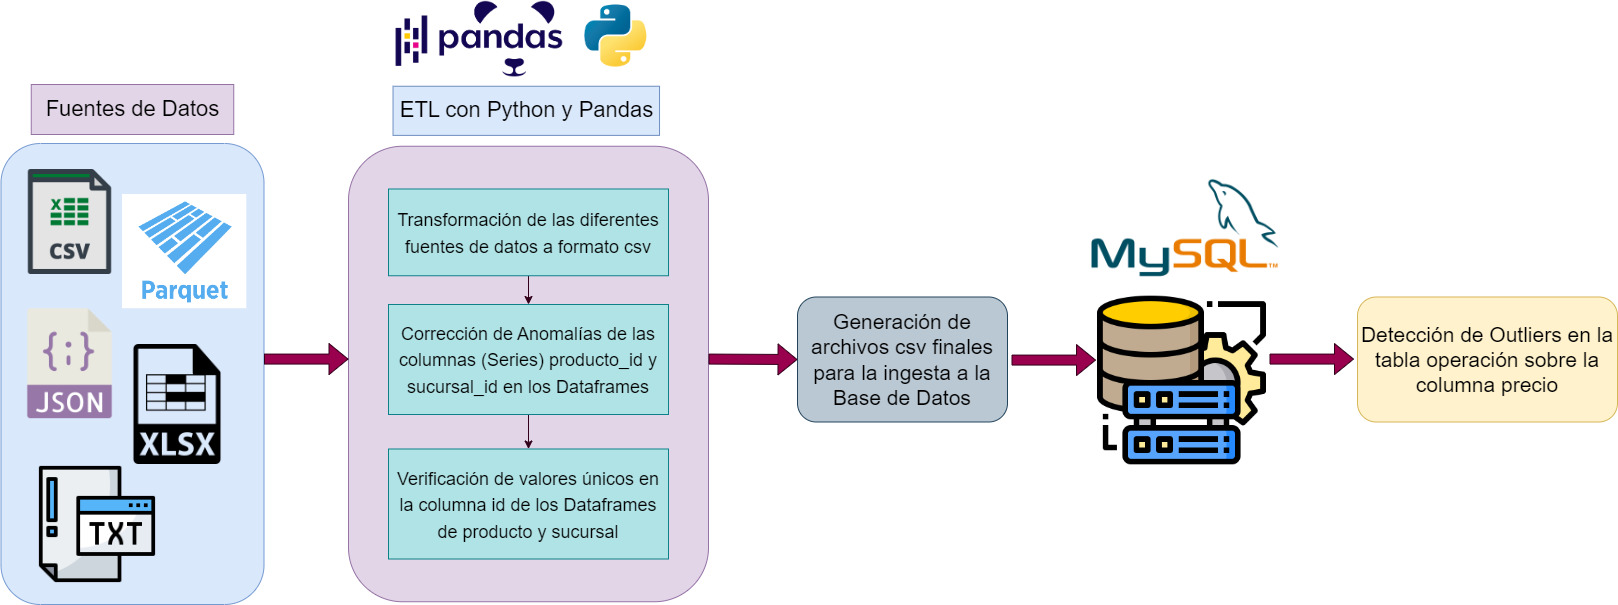 Fuentes de Datos
CSV
Parquet
{;}
JSON
XLSX
TXT
pandas
ETL con Python y Pandas
Transformación de las diferentes
fuentes de datos a formato csv
Corrección de Anomalías de las
columnas (Series) producto_id y
sucursal_id en los Dataframes
Verificación de valores únicos en
la columna id de los Dataframes
de producto y sucursal
Generación de
archivos csv finales
para la ingesta a la
Base de Datos
MySQL™
Detección de Outliers en la
tabla operación sobre la
columna precio